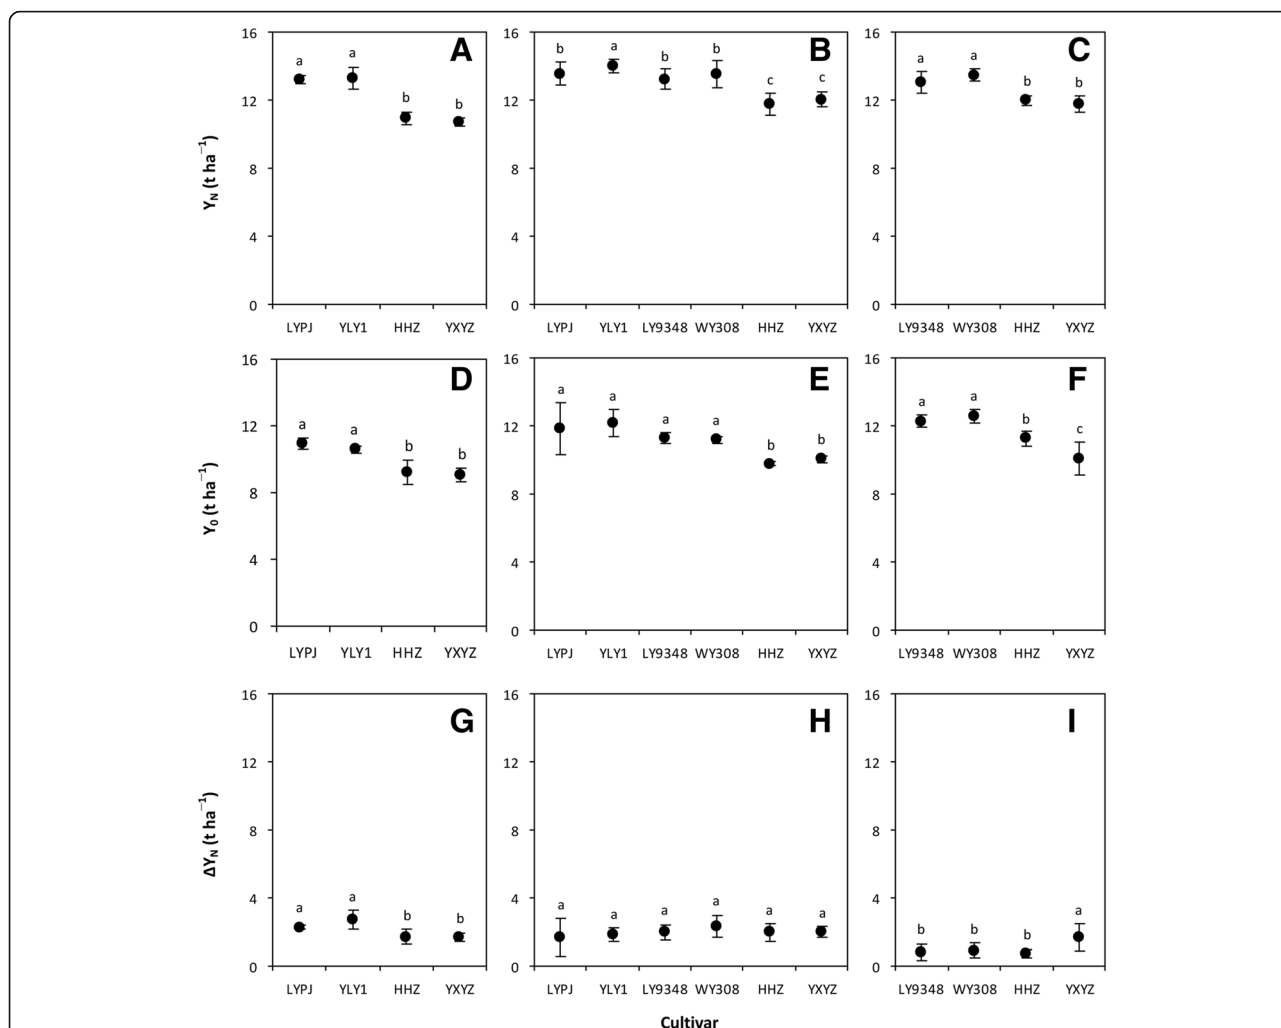 16 A 16 B 16 C
a a b b
b a b b c c
a a b b
12 12 12
8 8 8
4 4 4
0 0 0
Y_N (t ha⁻¹)
LYPJ YLY1 HHZ YXYZ LYPJ YLY1 LY9348 WY308 HHZ YXYZ LY9348 WY308 HHZ YXYZ
16 D 16 E 16 F
a a b b
a a a a b b
a a b c
12 12 12
8 8 8
4 4 4
0 0 0
Y₀ (t ha⁻¹)
LYPJ YLY1 HHZ YXYZ LYPJ YLY1 LY9348 WY308 HHZ YXYZ LY9348 WY308 HHZ YXYZ
16 G 16 H 16 I
12 12 12
8 8 8
4 4 4
a a b b
a a a a a a
b b b a
0 0 0
ΔY_N (t ha⁻¹)
LYPJ YLY1 HHZ YXYZ LYPJ YLY1 LY9348 WY308 HHZ YXYZ LY9348 WY308 HHZ YXYZ
Cultivar